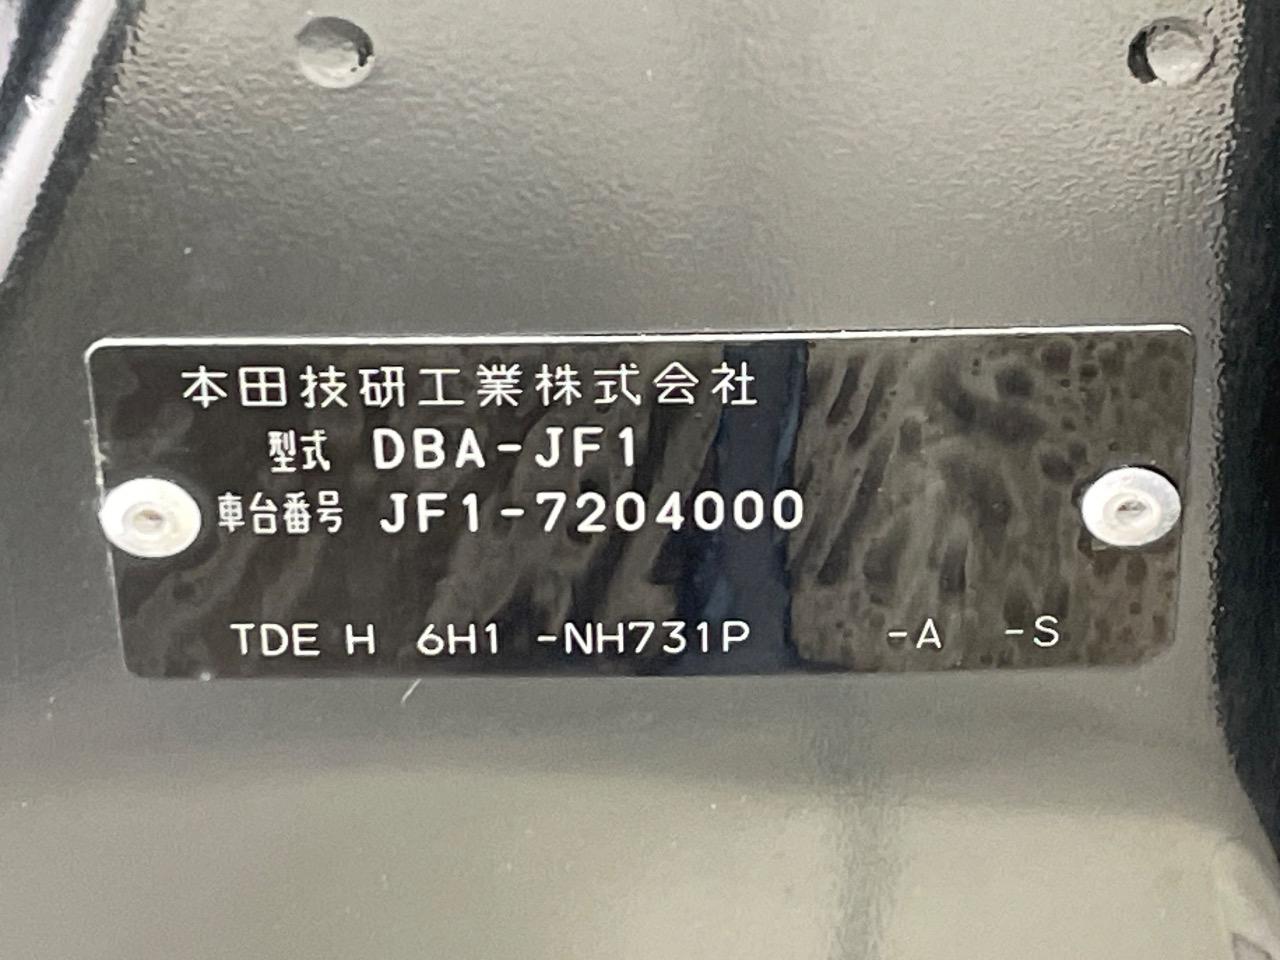 本田技研工業株式会社
型式 DBA-JF1
車台番号 JF1-7204000
TDE H 6H1 -NH731P -A -S